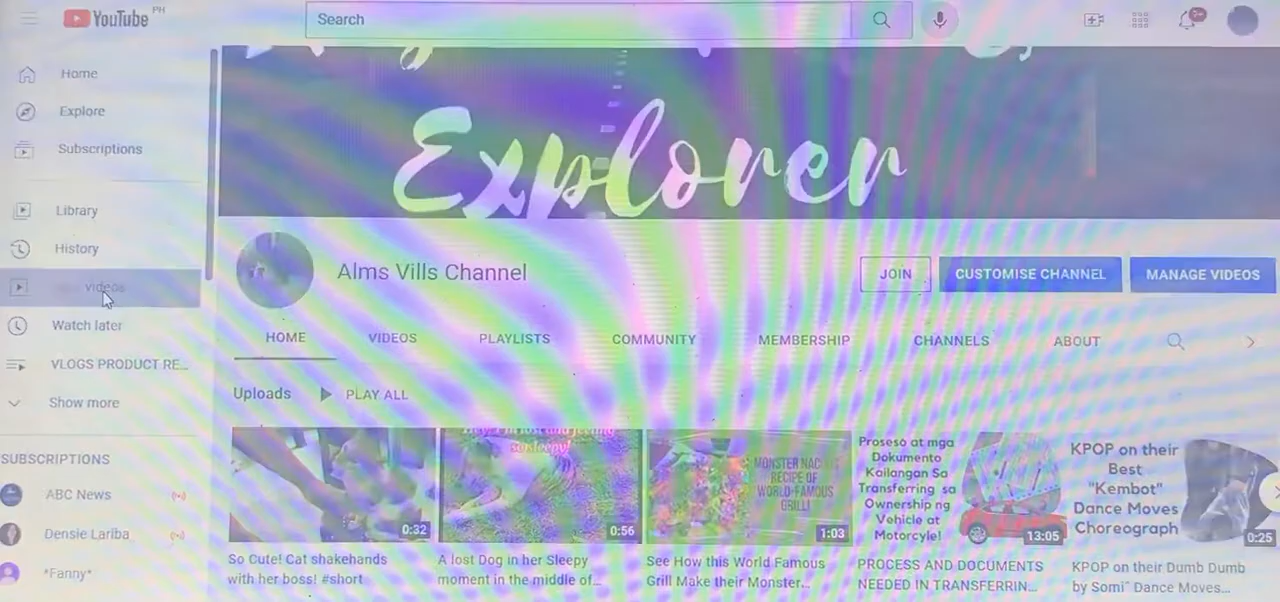 YouTube PH
Search
9+
Home
Explore
Subscriptions
Library
History
videos
Watch later
VLOGS PRODUCT RE...
Show more
SUBSCRIPTIONS
ABC News
Densie Lariba
*Fanny*
Explorer
Alms Vills Channel
JOIN
CUSTOMISE CHANNEL
MANAGE VIDEOS
HOME
VIDEOS
PLAYLISTS
COMMUNITY
MEMBERSHIP
CHANNELS
ABOUT
Uploads
PLAY ALL
0:32
So Cute! Cat shakehands
with her boss! #short
so sleepy!
0:56
A lost Dog in her Sleepy
moment in the middle of...
MONSTER NAC
RECIPE OF
WORLD-FAMOUS
GRILL!
1:03
See How this World Famous
Grill Make their Monster...
Proseso at mga
Dokumento
Kailangan Sa
Transferring sa
Ownership ng
Vehicle at
Motorcyle!
13:05
PROCESS AND DOCUMENTS
NEEDED IN TRANSFERRIN...
KPOP on their
Best
"Kembot"
Dance Moves
Choreograph
0:25
KPOP on their Dumb Dumb
by Somi" Dance Moves...